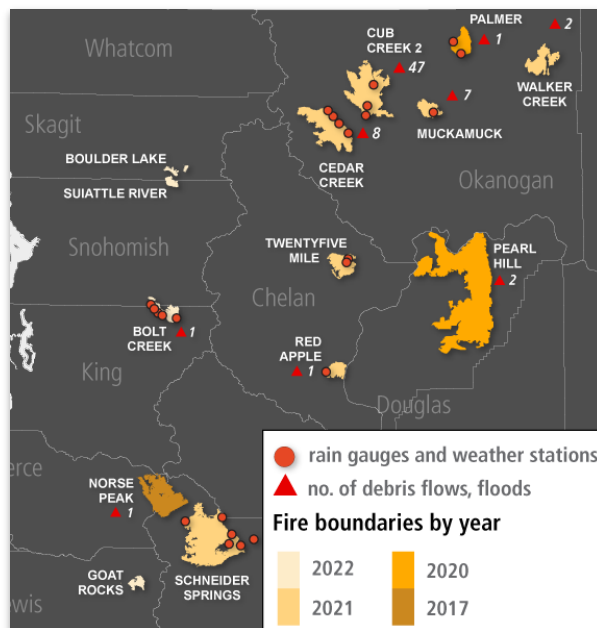 Whatcom
CUB
CREEK 2
47
PALMER
1
2
WALKER
CREEK
7
MUCKAMUCK
Skagit
BOULDER LAKE
SUIATTLE RIVER
8
CEDAR
CREEK
Okanogan
Snohomish
TWENTYFIVE
MILE
PEARL
HILL
2
Chelan
BOLT
CREEK
1
RED
APPLE
1
King
Douglas
erce
NORSE
PEAK
1
GOAT
ROCKS
SCHNEIDER
SPRINGS
ewis
rain gauges and weather stations
no. of debris flows, floods
Fire boundaries by year
2022
2020
2021
2017